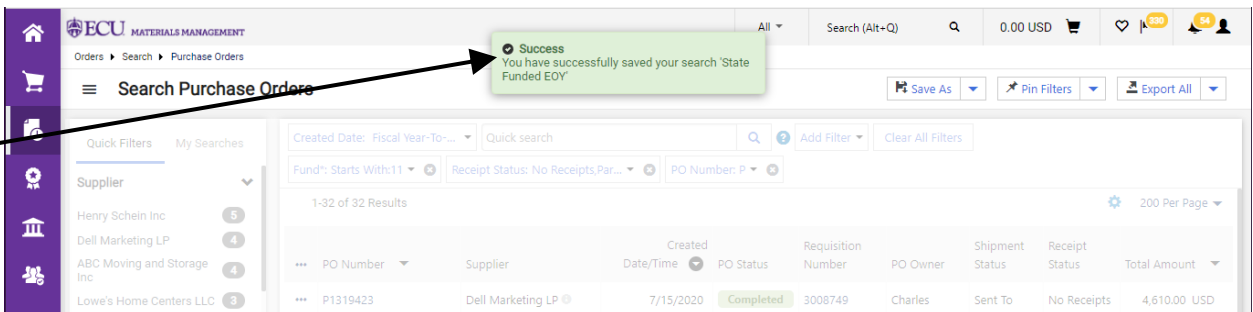 ECU MATERIALS MANAGEMENT
All
Search (Alt+Q)
0.00 USD
330
54
Orders Search Purchase Orders
Search Purchase Orders
Success
You have successfully saved your search 'State
Funded EOY'
Save As
Pin Filters
Export All
Quick Filters My Searches
Created Date: Fiscal Year-To-...
Quick search
?
Add Filter
Clear All Filters
Fund*: Starts With:11
Receipt Status: No Receipts,Par...
PO Number: P
Supplier
Henry Schein Inc 5
Dell Marketing LP 4
ABC Moving and Storage
Inc 4
Lowe's Home Centers LLC 3
1-32 of 32 Results
200 Per Page
... PO Number
Supplier
Created
Date/Time
PO Status
Requisition
Number
PO Owner
Shipment
Status
Receipt
Status
Total Amount
... P1319423 Dell Marketing LP 7/15/2020 Completed 3008749 Charles Sent To No Receipts 4,610.00 USD